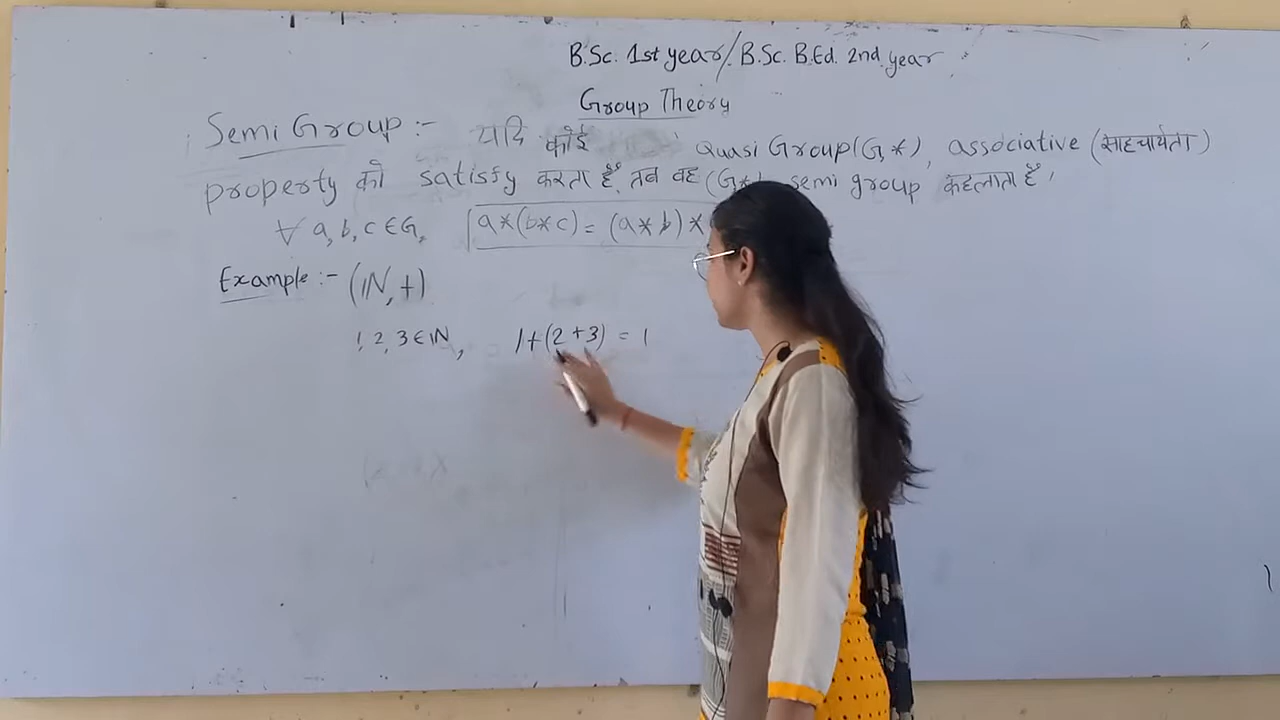 B.Sc. 1st year/B.Sc. B.Ed. 2nd year
Group Theory
Semi Group :- यदि कोई Quasi Group(G,*), associative (साहचार्यता)
property को satisfy करता है, तब वह (G,*) semi group कहलाता है।
∀ a, b, c ∈ G, a*(b*c) = (a*b)*
Example :- (IN, +)
1, 2, 3 ∈ IN, 1+(2+3) = 1